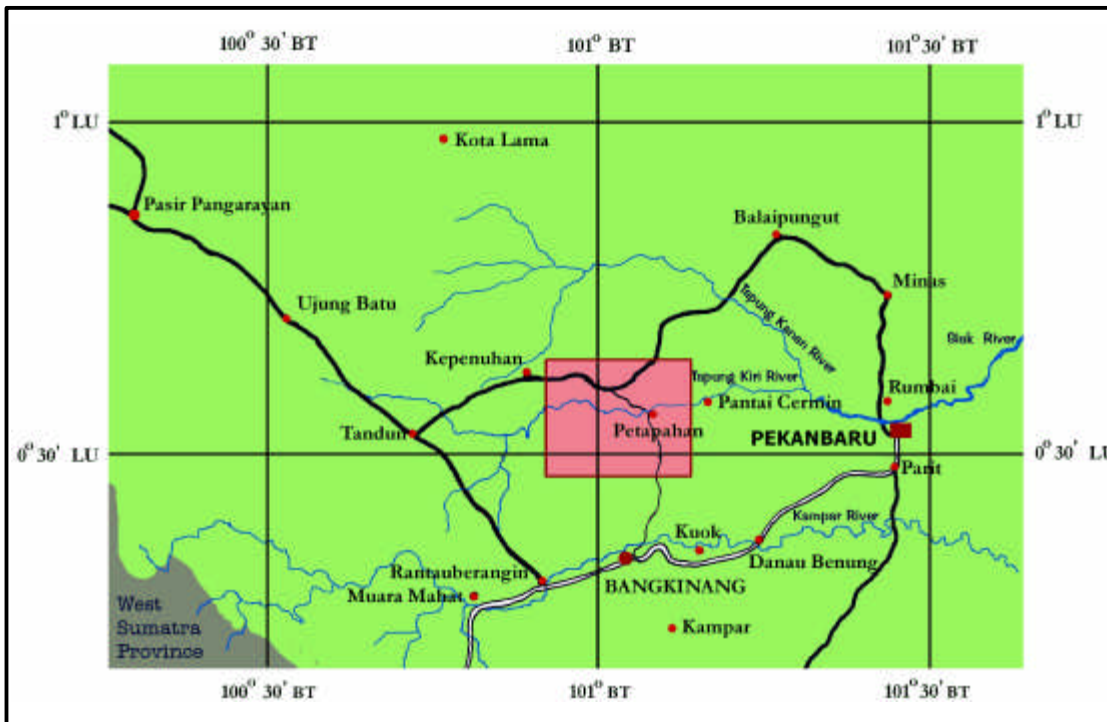 100° 30' BT
101° BT
101° 30' BT
1° LU
1° LU
Kota Lama
Pasir Pangarayan
Balaipungut
Minas
Ujung Batu
Tapung Kanan River
Siak River
Kepenuhan
Tapung Kiri River
Rumbai
Pantai Cermin
Tandun
Petapahan
PEKANBARU
0° 30' LU
0° 30' LU
Parit
Kampar River
Kuok
Danau Benung
Rantauberangin
BANGKINANG
Muara Mahat
West
Sumatra
Province
Kampar
100° 30' BT
101° BT
101° 30' BT